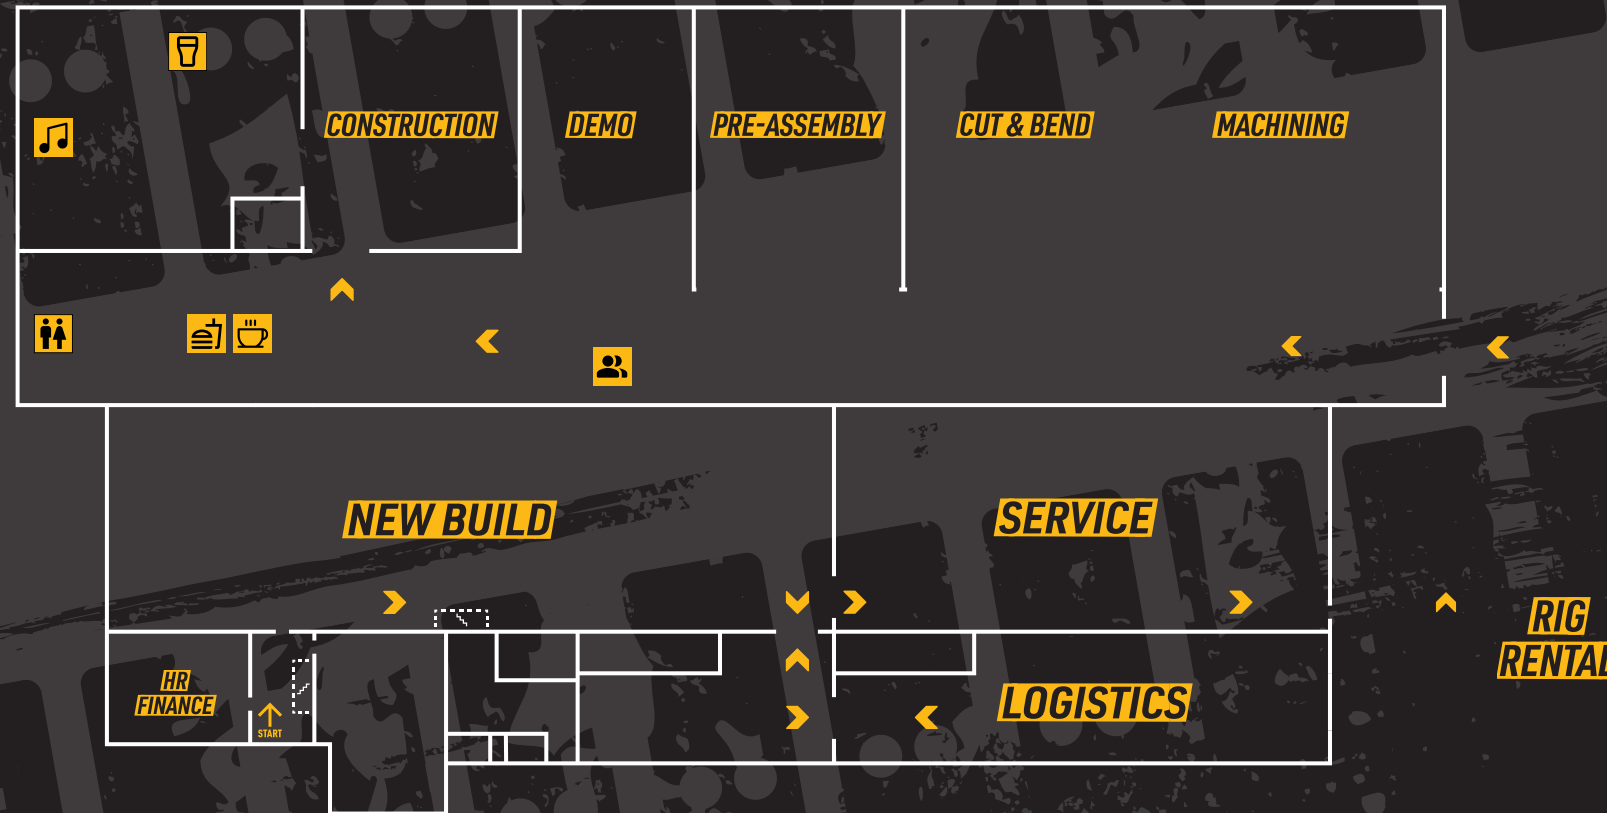 CONSTRUCTION
DEMO
PRE-ASSEMBLY
CUT & BEND
MACHINING
NEW BUILD
SERVICE
RIG
RENTAL
HR
FINANCE
START
LOGISTICS